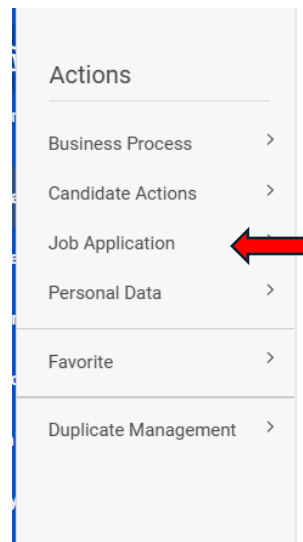 Actions
Business Process
Candidate Actions
Job Application
Personal Data
Favorite
Duplicate Management